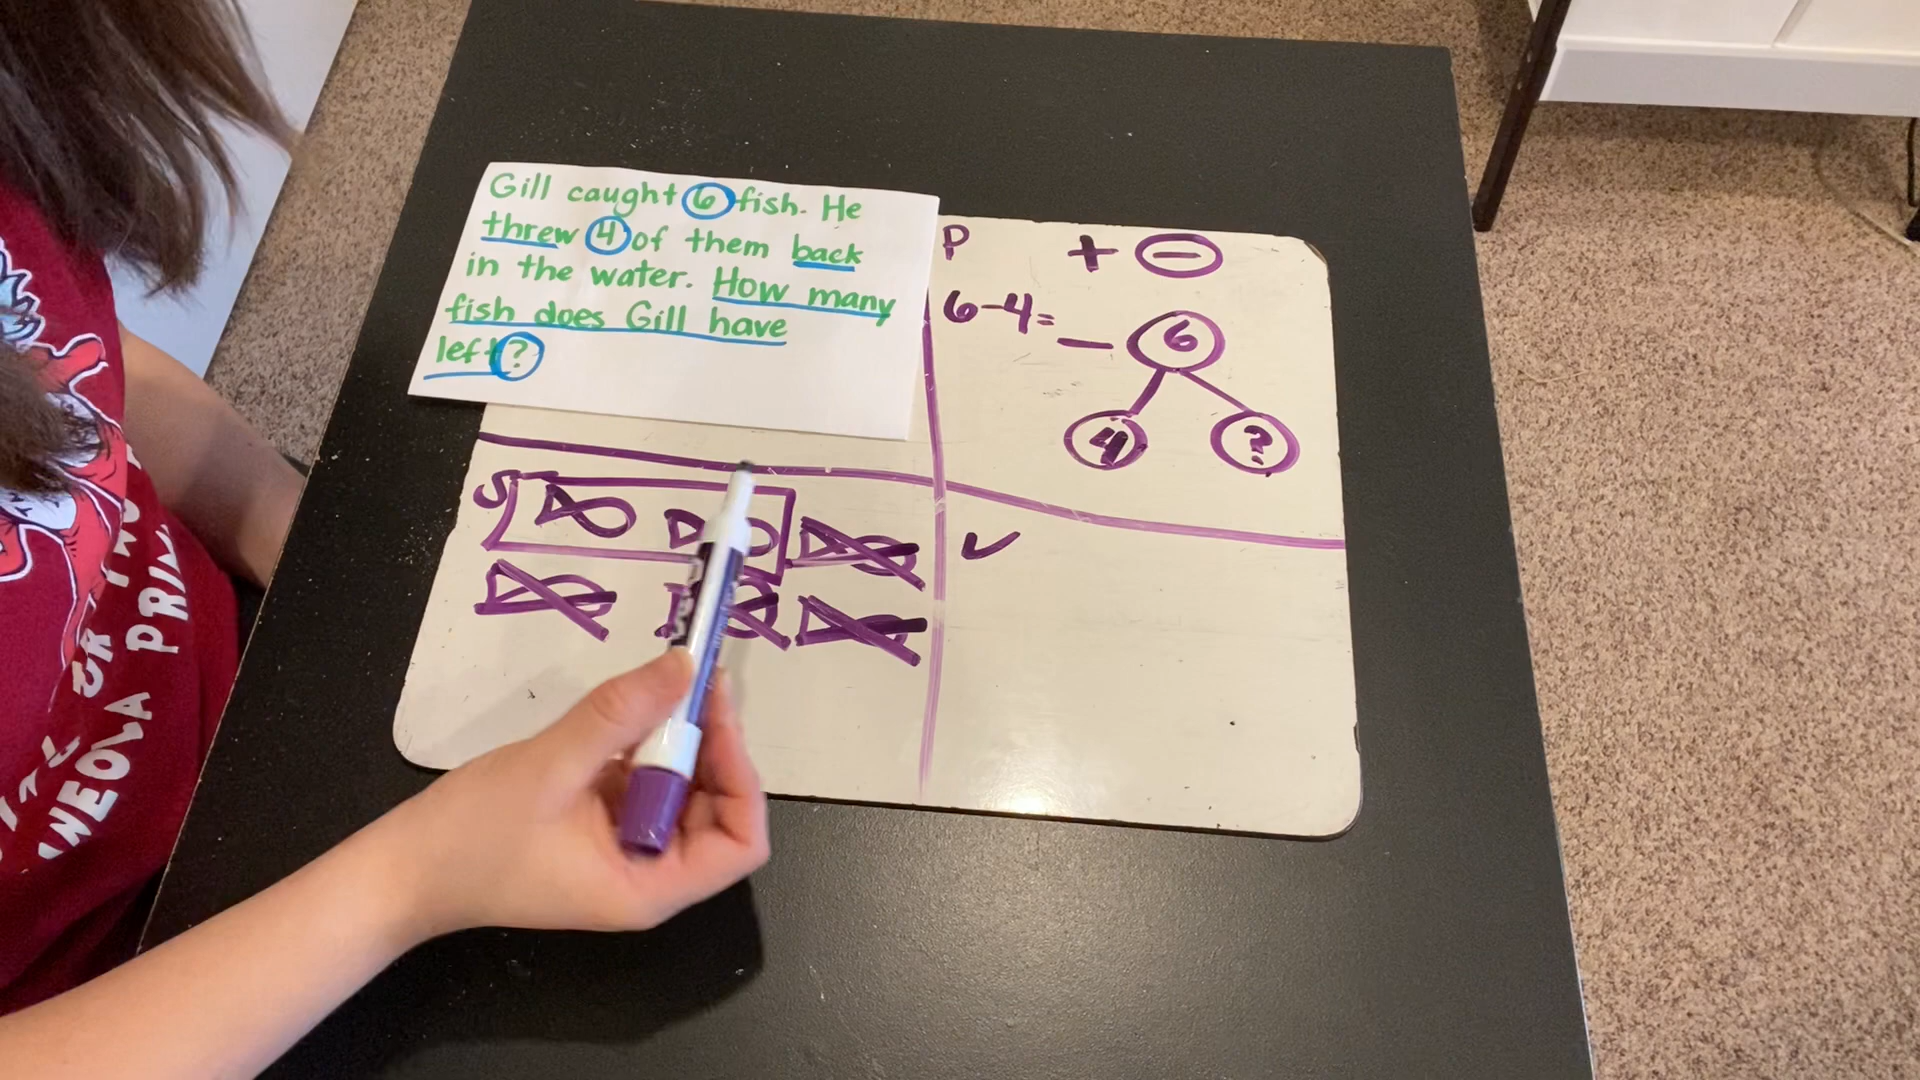 Gill caught 6 fish. He
threw 4 of them back
in the water. How many
fish does Gill have
left?
P + -
6-4=_
6
4 ?
S
✓
PRI